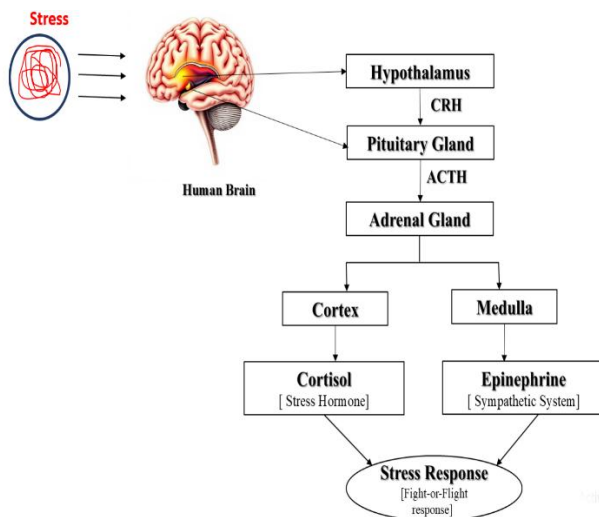 Stress
Human Brain
Hypothalamus
CRH
Pituitary Gland
ACTH
Adrenal Gland
Cortex
Medulla
Cortisol
[ Stress Hormone]
Epinephrine
[ Sympathetic System]
Stress Response
[Fight-or-Flight
response]